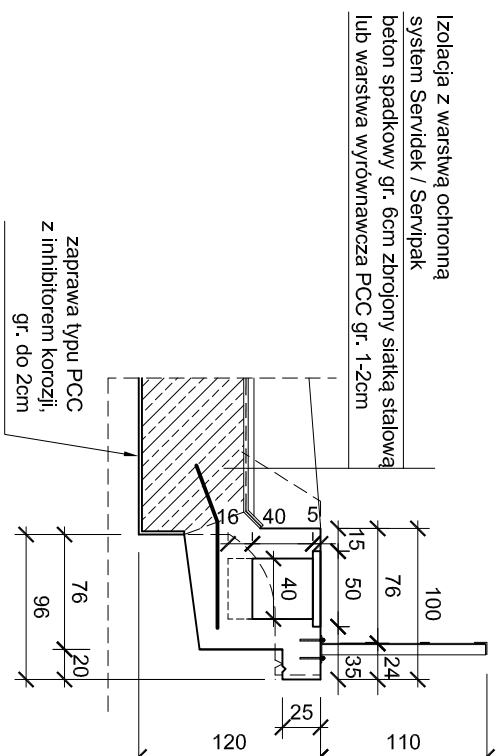 Izolacja z warstwą ochronną
system Servidek / Servipak
beton spadkowy gr. 6cm zbrojony siatką stalową
lub warstwa wyrównawcza PCC gr. 1-2cm
zaprawa typu PCC
z inhibitorem korozji,
gr. do 2cm
16
40
5
15
50
35
76
24
100
40
76
20
96
25
120
110